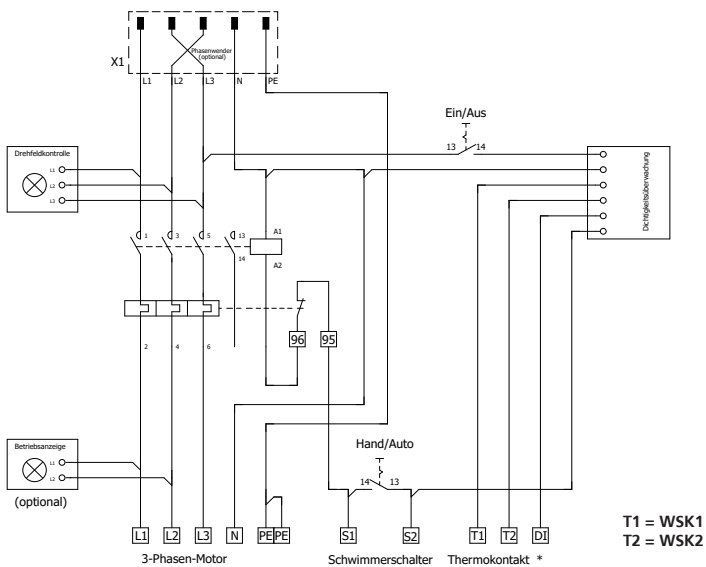 Phasenwender
(optional)
X1
L1 L2 L3 N PE
Ein/Aus
13 14
Drehfeldkontrolle
L1
L2
L3
Dichtigkeitsüberwachung
1 3 5 13 A1
14 A2
96 95
2 4 6
Betriebsanzeige
L1
L2
(optional)
Hand/Auto
14 13
L1 L2 L3 N PE PE S1 S2 T1 T2 DI
3-Phasen-Motor Schwimmerschalter Thermokontakt *
T1 = WSK1
T2 = WSK2